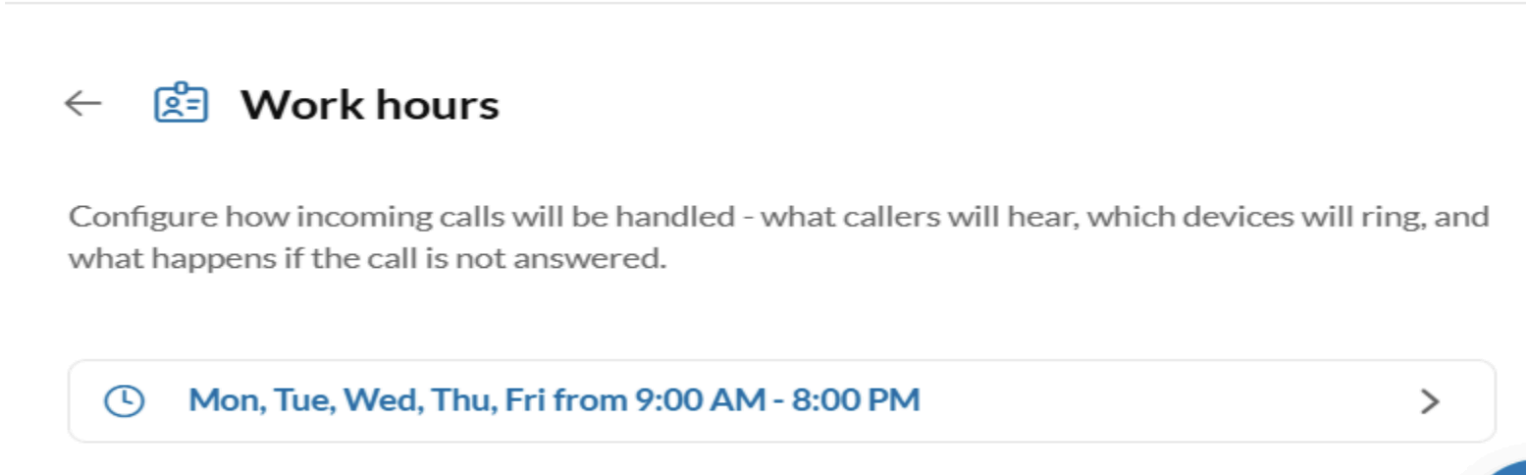 Work hours
Configure how incoming calls will be handled - what callers will hear, which devices will ring, and
what happens if the call is not answered.
Mon, Tue, Wed, Thu, Fri from 9:00 AM - 8:00 PM